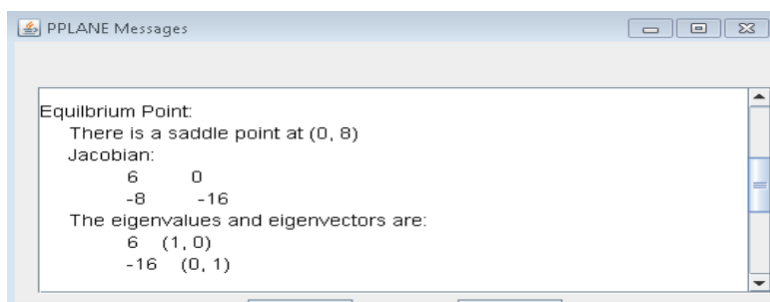 PPLANE Messages
Equilbrium Point:
There is a saddle point at (0, 8)
Jacobian:
6 0
-8 -16
The eigenvalues and eigenvectors are:
6 (1, 0)
-16 (0, 1)